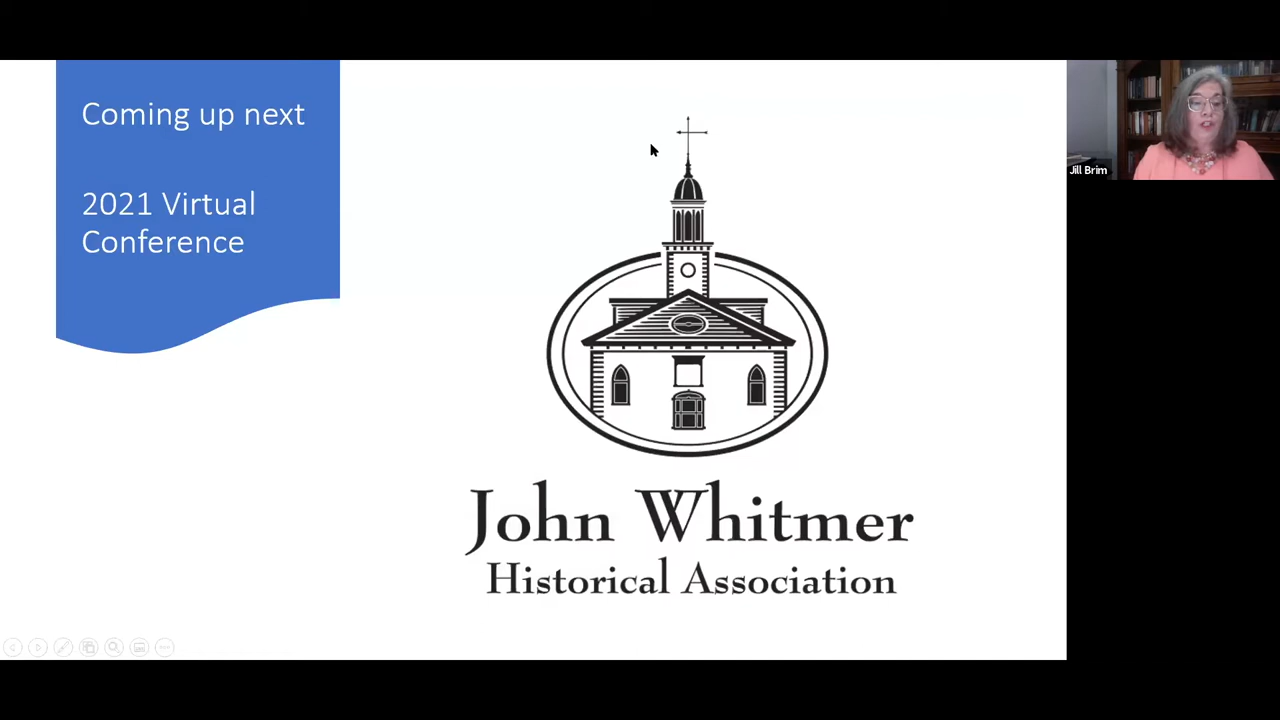 Coming up next
2021 Virtual
Conference
Jill Brim
John Whitmer
Historical Association